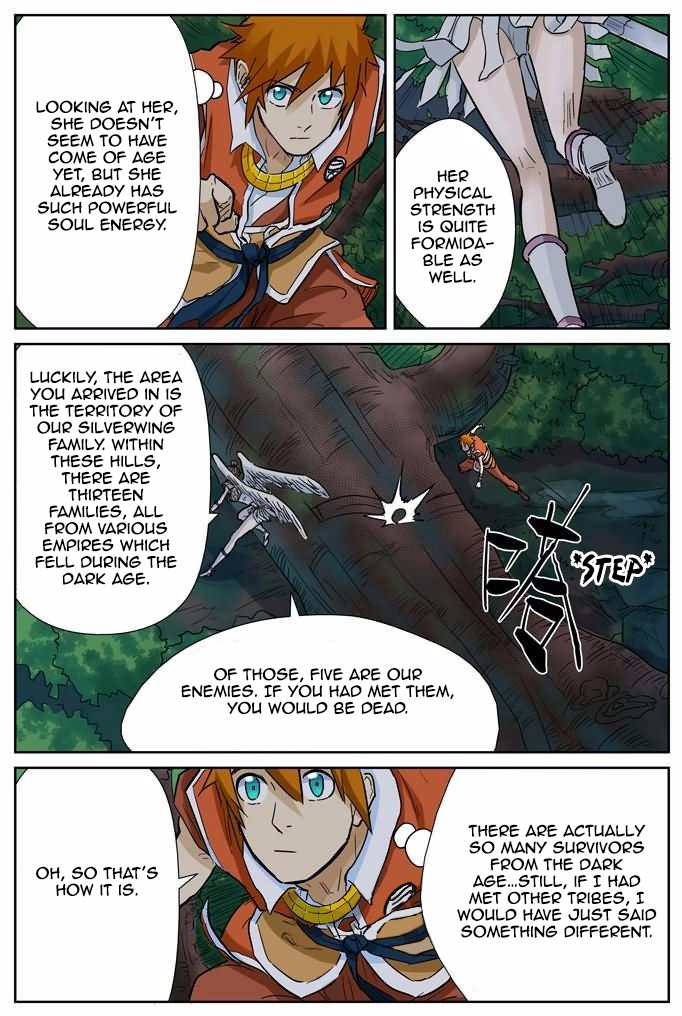 LOOKING AT HER,
SHE DOESN'T
SEEM TO HAVE
COME OF AGE
YET, BUT SHE
ALREADY HAS
SUCH POWERFUL
SOUL ENERGY.
HER
PHYSICAL
STRENGTH
IS QUITE
FORMIDA-
BLE AS
WELL.
LUCKILY, THE AREA
YOU ARRIVED IN IS
THE TERRITORY OF
OUR SILVERWING
FAMILY. WITHIN
THESE HILLS,
THERE ARE
THIRTEEN
FAMILIES, ALL
FROM VARIOUS
EMPIRES WHICH
FELL DURING THE
DARK AGE.
嗒
*STEP*
OF THOSE, FIVE ARE OUR
ENEMIES. IF YOU HAD MET THEM,
YOU WOULD BE DEAD.
OH, SO THAT'S
HOW IT IS.
THERE ARE ACTUALLY
SO MANY SURVIVORS
FROM THE DARK
AGE...STILL, IF I HAD
MET OTHER TRIBES, I
WOULD HAVE JUST SAID
SOMETHING DIFFERENT.